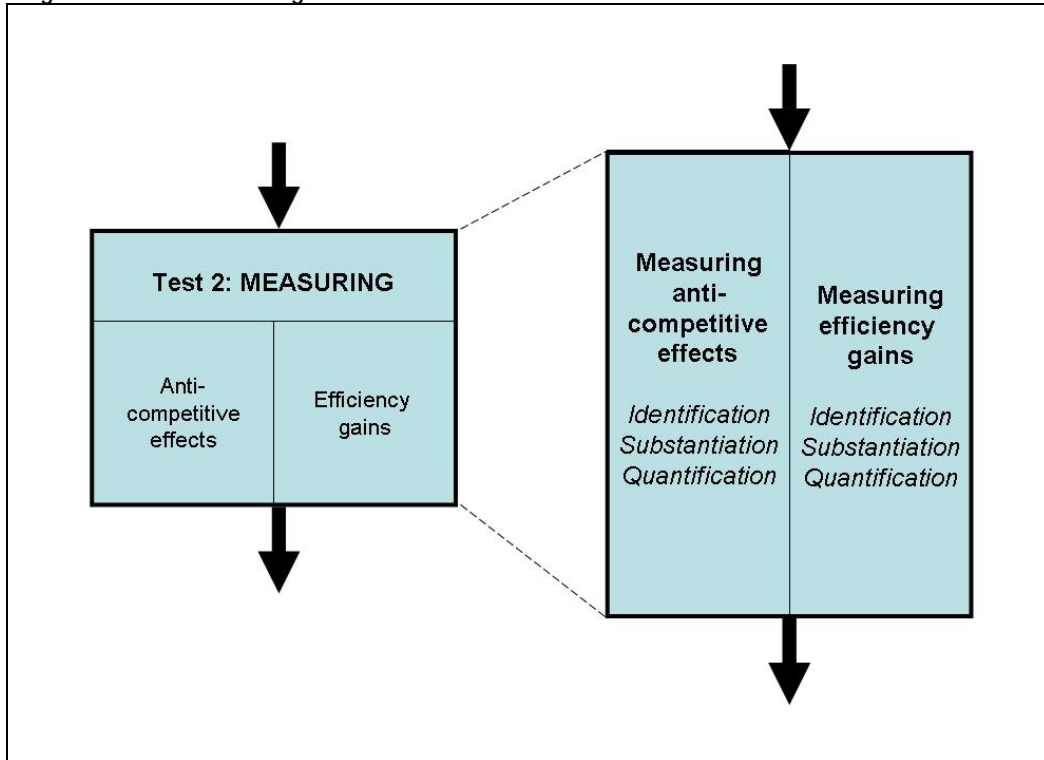 Test 2: MEASURING
Anti-
competitive
effects
Efficiency
gains
Measuring
anti-
competitive
effects
Identification
Substantiation
Quantification
Measuring
efficiency
gains
Identification
Substantiation
Quantification